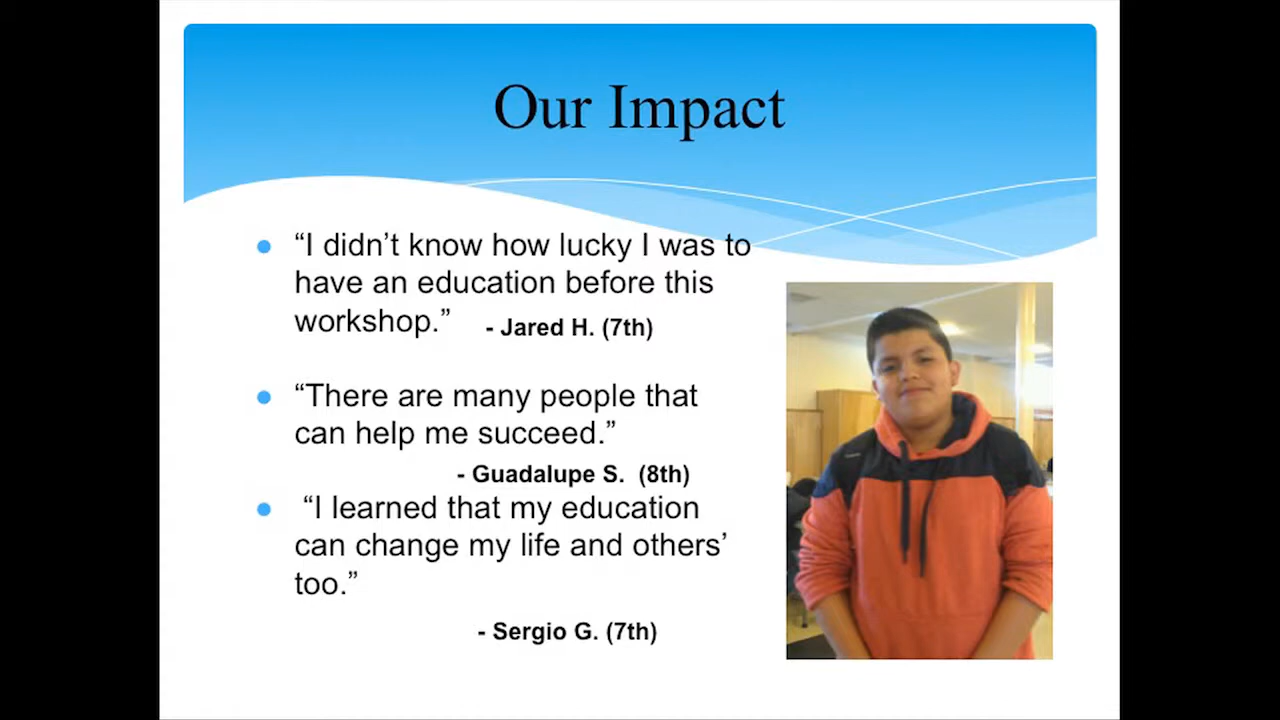 Our Impact
“I didn’t know how lucky I was to
have an education before this
workshop.” - Jared H. (7th)
“There are many people that
can help me succeed.”
- Guadalupe S. (8th)
“I learned that my education
can change my life and others’
too.”
- Sergio G. (7th)